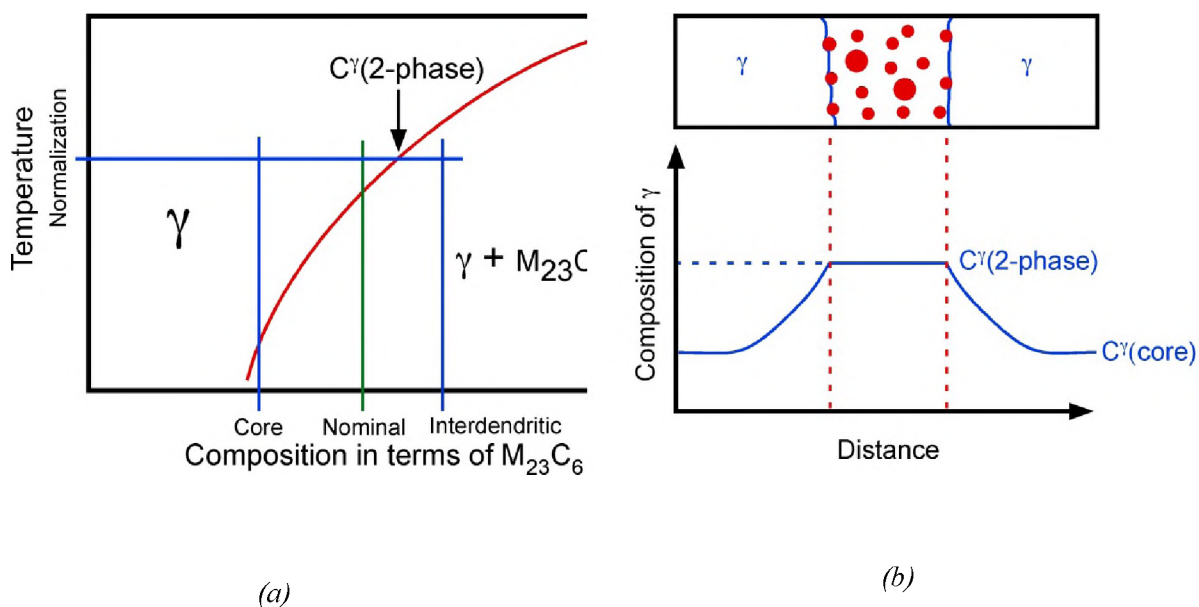 Cᵞ(2-phase)
Temperature
Normalization
γ
γ + M₂₃C
Core
Nominal
Interdendritic
Composition in terms of M₂₃C₆
(a)
γ
γ
Composition of γ
Cᵞ(2-phase)
Cᵞ(core)
Distance
(b)